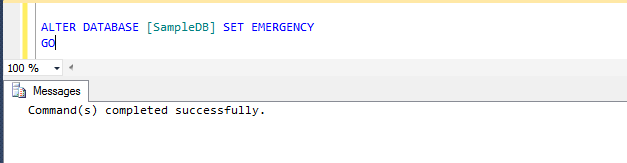 ALTER DATABASE [SampleDB] SET EMERGENCY
GO
100 %
Messages
Command(s) completed successfully.